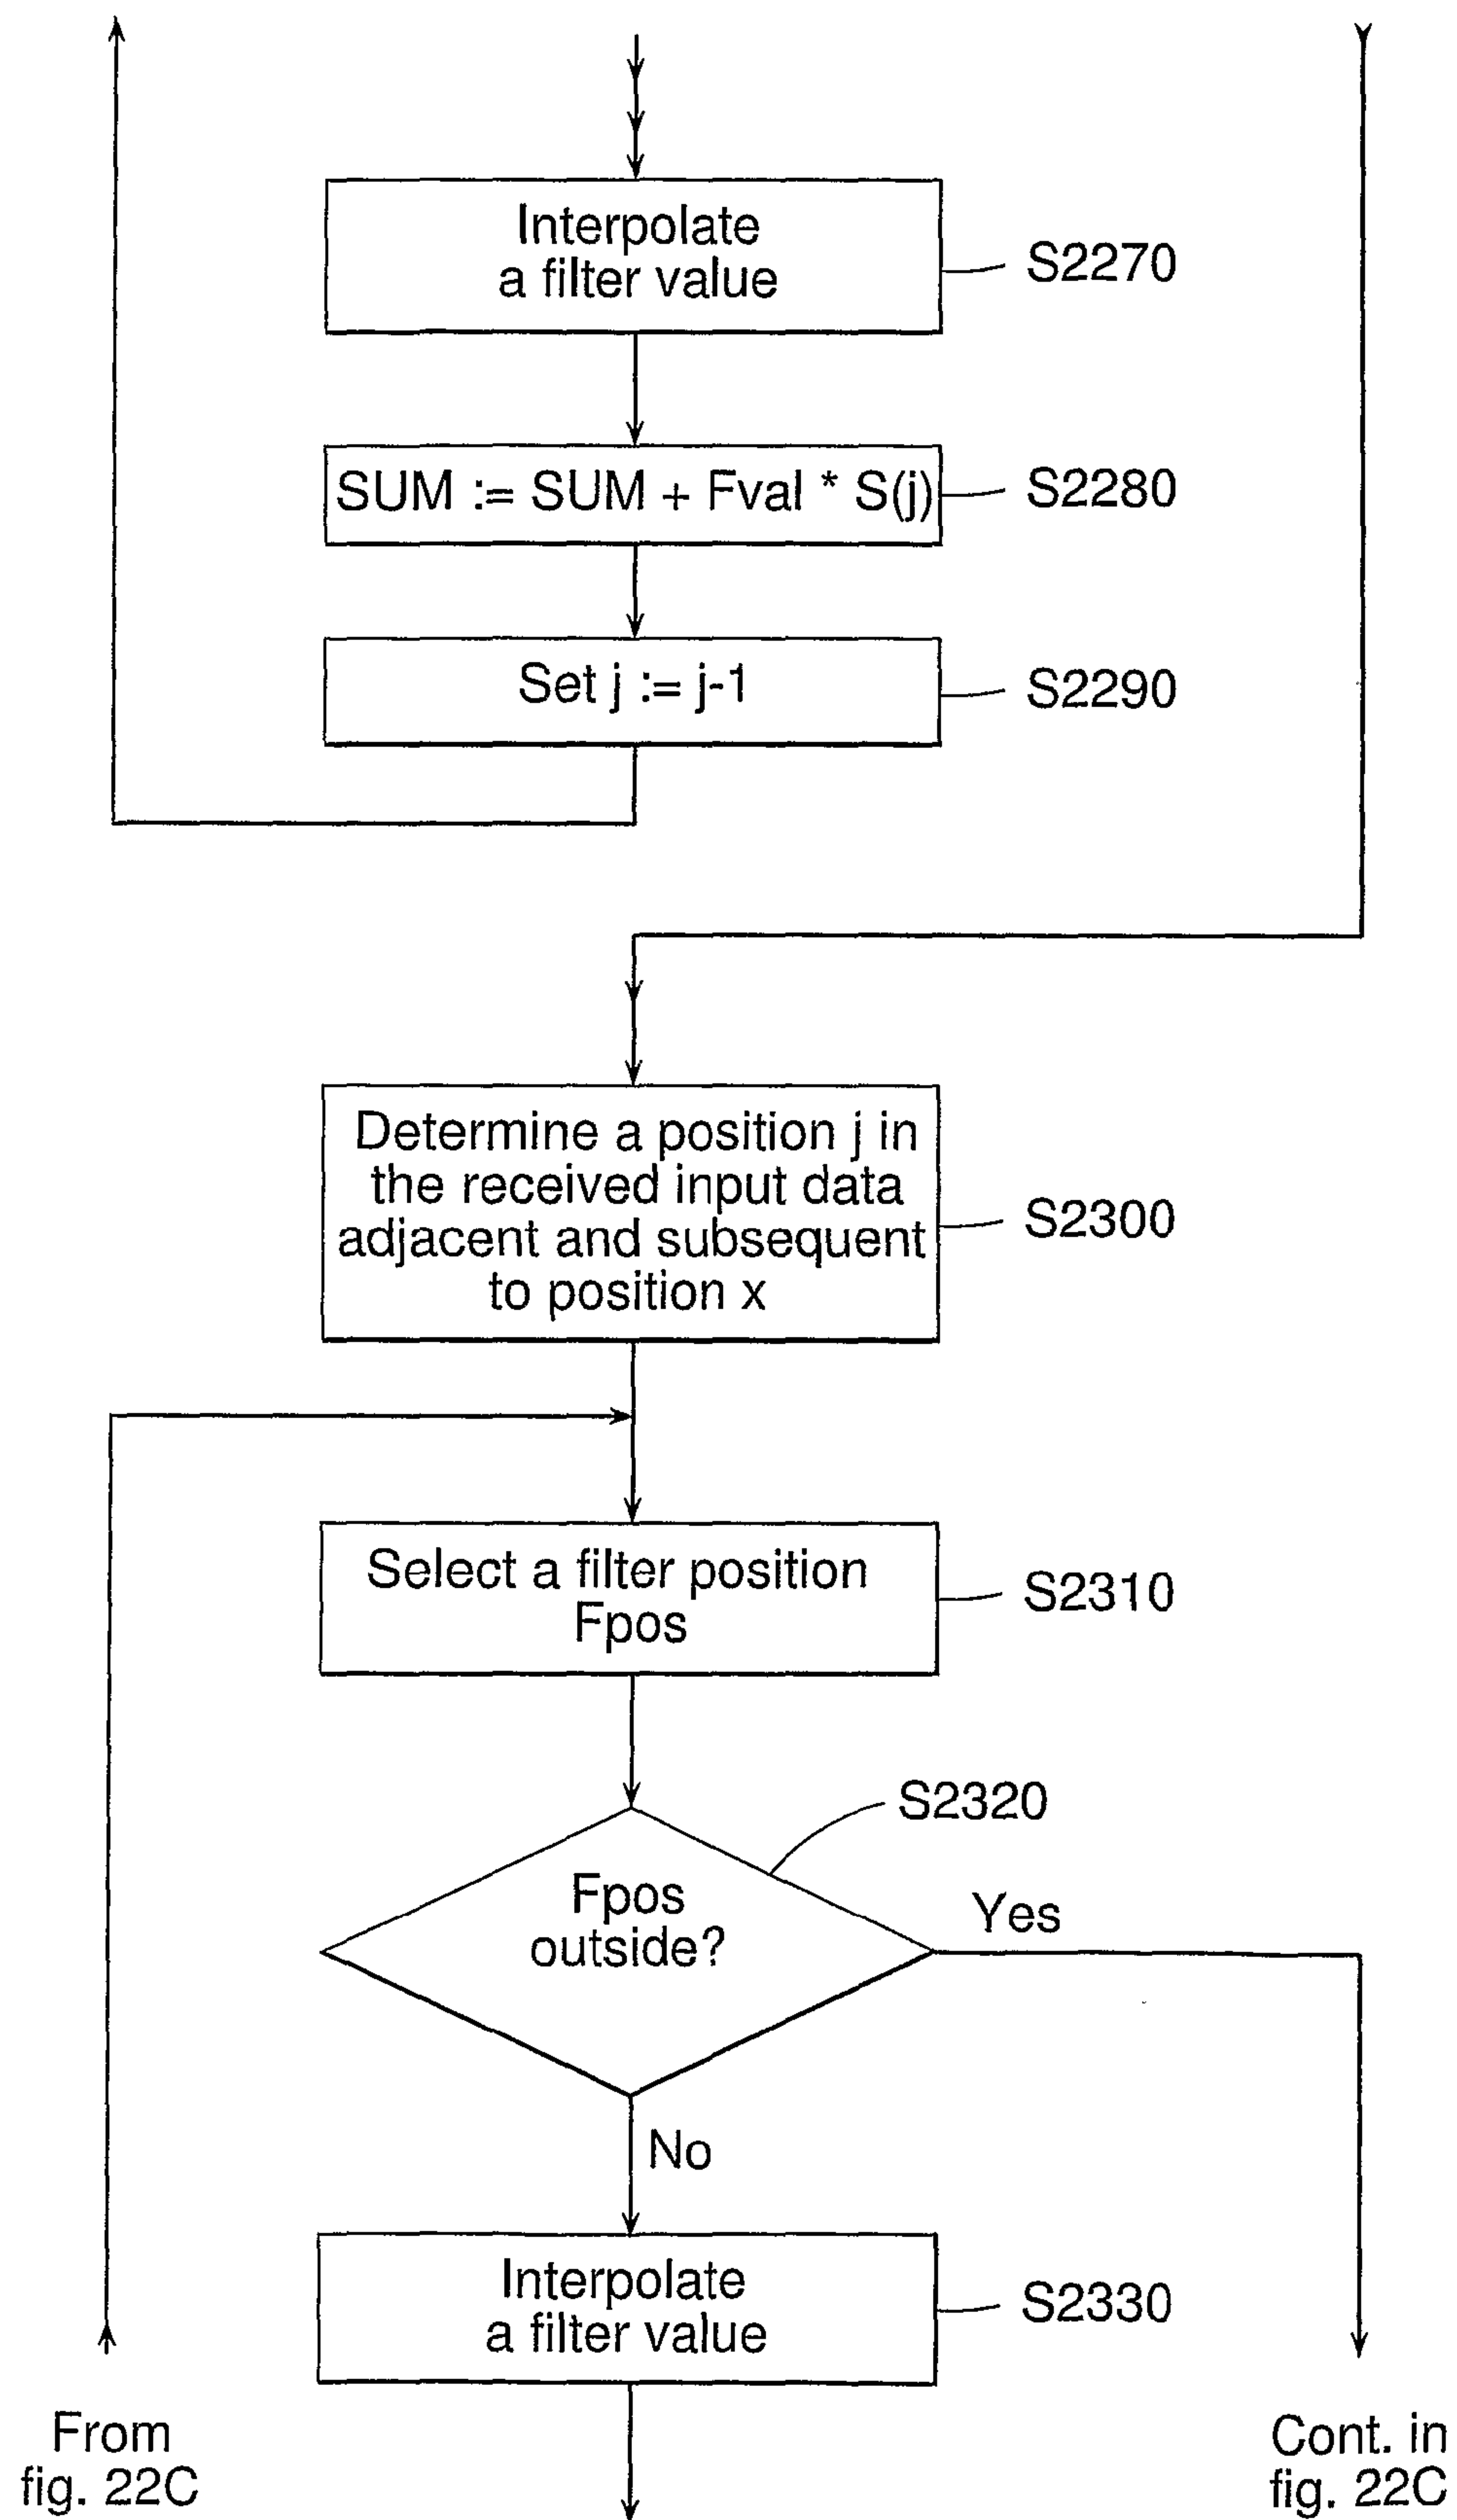 Interpolate
a filter value
S2270
SUM := SUM + Fval * S(j)
S2280
Set j := j-1
S2290
Determine a position j in
the received input data
adjacent and subsequent
to position x
S2300
Select a filter position
Fpos
S2310
S2320
Fpos
outside?
Yes
No
Interpolate
a filter value
S2330
From
fig. 22C
Cont. in
fig. 22C